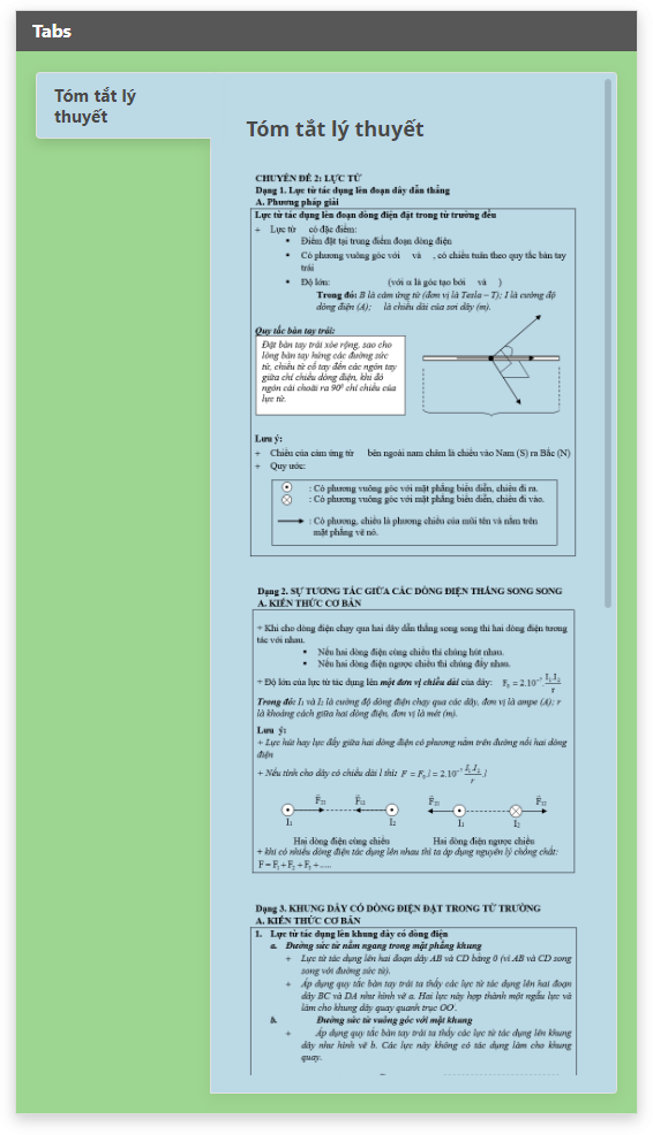 Tabs
Tóm tắt lý
thuyết
Tóm tắt lý thuyết
CHUYÊN ĐỀ 2: LỰC TỪ
Dạng 1. Lực từ tác dụng lên đoạn dây dẫn thẳng
A. Phương pháp giải
Lực từ tác dụng lên đoạn dòng điện đặt trong từ trường đều
+ Lực từ có đặc điểm:
▪ Điểm đặt tại trung điểm đoạn dòng điện
▪ Có phương vuông góc với và , có chiều tuân theo quy tắc bàn tay
trái
▪ Độ lớn: (với α là góc tạo bởi và )
Trong đó: B là cảm ứng từ (đơn vị là Tesla – T); I là cường độ
dòng điện (A); là chiều dài của sợi dây (m).
Quy tắc bàn tay trái:
Đặt bàn tay trái xòe rộng, sao cho
lòng bàn tay hứng các đường sức
từ, chiều từ cổ tay đến các ngón tay
giữa chỉ chiều dòng điện, khi đó
ngón cái choãi ra 90⁰ chỉ chiều của
lực từ.
Lưu ý:
+ Chiều của cảm ứng từ bên ngoài nam châm là chiều vào Nam (S) ra Bắc (N)
+ Quy ước:
: Có phương vuông góc với mặt phẳng biểu diễn, chiều đi ra.
: Có phương vuông góc với mặt phẳng biểu diễn, chiều đi vào.
: Có phương, chiều là phương chiều của mũi tên và nằm trên
mặt phẳng vẽ nó.
Dạng 2. SỰ TƯƠNG TÁC GIỮA CÁC DÒNG ĐIỆN THẲNG SONG SONG
A. KIẾN THỨC CƠ BẢN
+ Khi cho dòng điện chạy qua hai dây dẫn thẳng song song thì hai dòng điện tương
tác với nhau.
▪ Nếu hai dòng điện cùng chiều thì chúng hút nhau.
▪ Nếu hai dòng điện ngược chiều thì chúng đẩy nhau.
+ Độ lớn của lực từ tác dụng lên một đơn vị chiều dài của dây: F₀ = 2.10⁻⁷.I₁.I₂/r
Trong đó: I₁ và I₂ là cường độ dòng điện chạy qua các dây, đơn vị là ampe (A); r
là khoảng cách giữa hai dòng điện, đơn vị là mét (m).
Lưu ý:
+ Lực hút hay lực đẩy giữa hai dòng điện có phương nằm trên đường nối hai dòng
điện
+ Nếu tính cho dây có chiều dài l thì: F = F₀.l = 2.10⁻⁷ I₁.I₂/r .l
F⃗₂₁ F⃗₁₂ F⃗₂₁ F⃗₁₂
I₁ I₂ I₁ I₂
Hai dòng điện cùng chiều Hai dòng điện ngược chiều
+ khi có nhiều dòng điện tác dụng lên nhau thì ta áp dụng nguyên lý chồng chất:
F = F₁ + F₂ + F₃ + .....
Dạng 3. KHUNG DÂY CÓ DÒNG ĐIỆN ĐẶT TRONG TỪ TRƯỜNG
A. KIẾN THỨC CƠ BẢN
1. Lực từ tác dụng lên khung dây có dòng điện
a. Đường sức từ nằm ngang trong mặt phẳng khung
+ Lực từ tác dụng lên hai đoạn dây AB và CD bằng 0 (vì AB và CD song
song với đường sức từ).
+ Áp dụng quy tắc bàn tay trái ta thấy các lực từ tác dụng lên hai đoạn
dây BC và DA như hình vẽ a. Hai lực này hợp thành một ngẫu lực và
làm cho khung dây quay quanh trục OO'.
b. Đường sức từ vuông góc với mặt khung
+ Áp dụng quy tắc bàn tay trái ta thấy các lực từ tác dụng lên khung
dây như hình vẽ b. Các lực này không có tác dụng làm cho khung
quay.